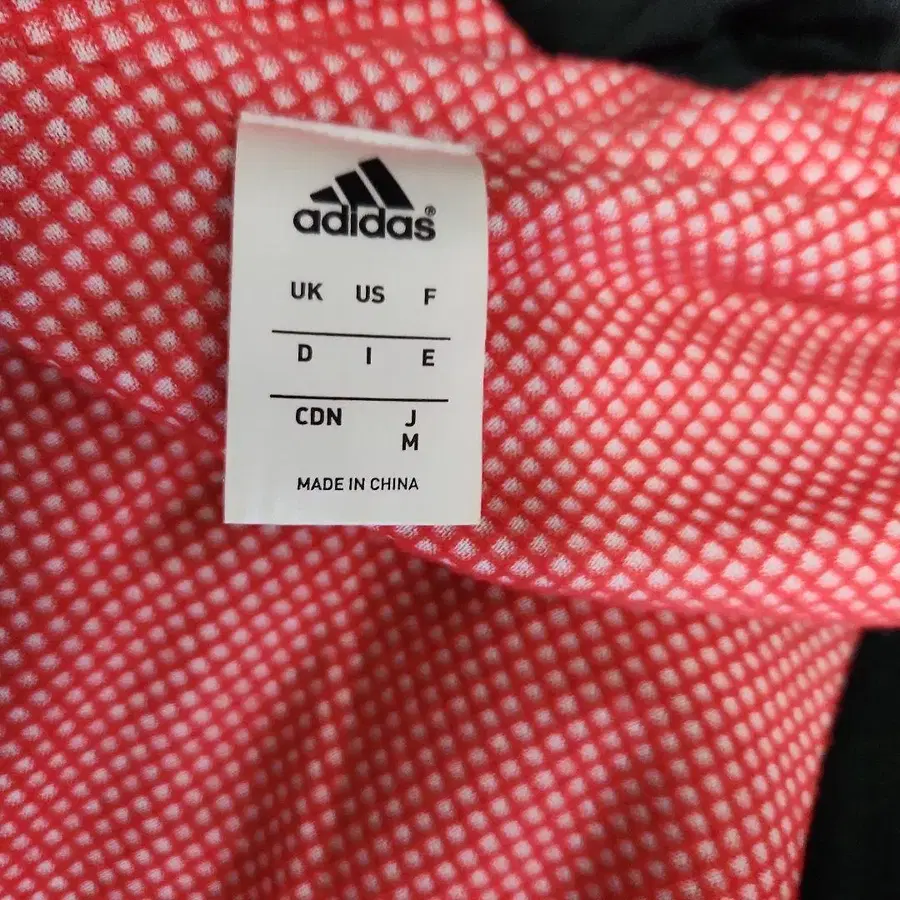 adidas®
UK US F
D I E
CDN J
M
MADE IN CHINA